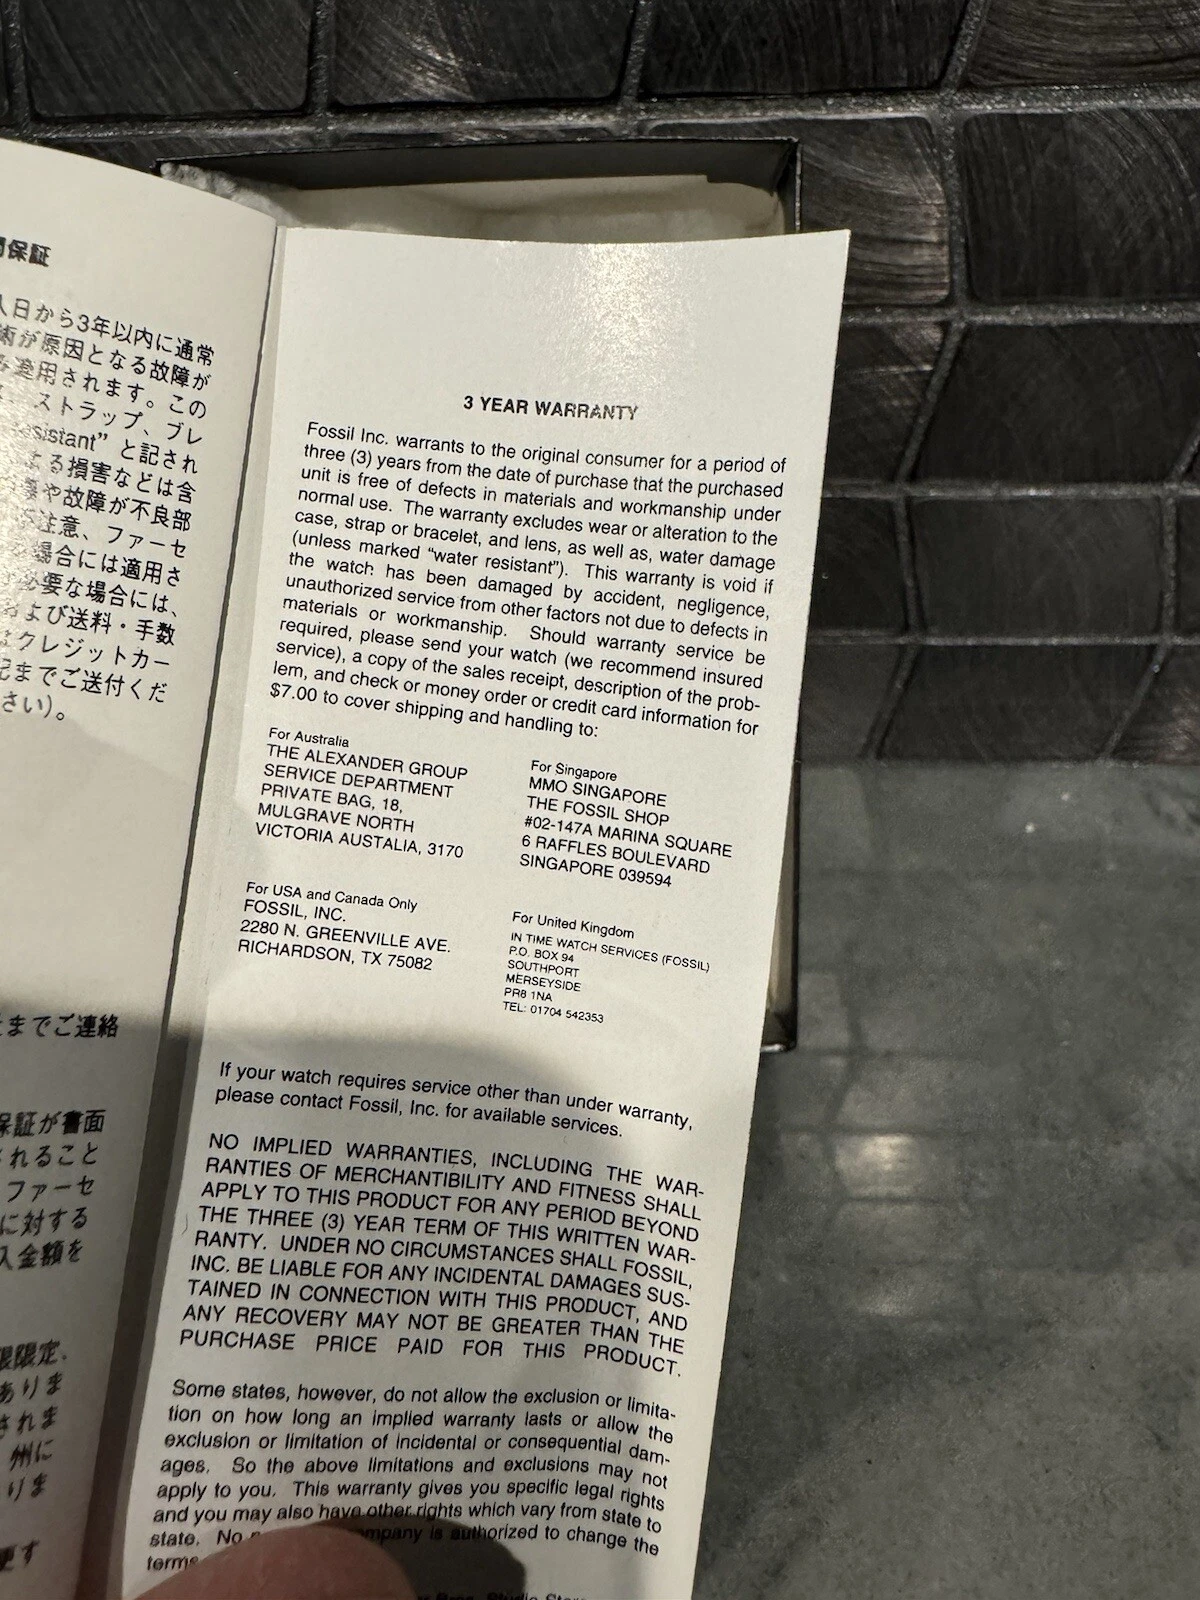 保証
日から3年以内に通常
術が原因となる故障が
適用されます。この
ストラップ、ブレ
sistant” と記され
よる損害などは含
や故障が不良部
注意、ファーセ
場合には適用さ
必要な場合には、
および送料・手数
クレジットカー
記までご送付くだ
さい)。
までご連絡
保証が書面
れること
ファーセ
に対する
入金額を
限限定、
ありま
されま
州に
りま
更す
3 YEAR WARRANTY
Fossil Inc. warrants to the original consumer for a period of
three (3) years from the date of purchase that the purchased
unit is free of defects in materials and workmanship under
normal use. The warranty excludes wear or alteration to the
case, strap or bracelet, and lens, as well as, water damage
(unless marked “water resistant”). This warranty is void if
the watch has been damaged by accident, negligence,
unauthorized service from other factors not due to defects in
materials or workmanship. Should warranty service be
required, please send your watch (we recommend insured
service), a copy of the sales receipt, description of the prob-
lem, and check or money order or credit card information for
$7.00 to cover shipping and handling to:
For Australia
THE ALEXANDER GROUP
SERVICE DEPARTMENT
PRIVATE BAG, 18,
MULGRAVE NORTH
VICTORIA AUSTALIA, 3170
For Singapore
MMO SINGAPORE
THE FOSSIL SHOP
#02-147A MARINA SQUARE
6 RAFFLES BOULEVARD
SINGAPORE 039594
For USA and Canada Only
FOSSIL, INC.
2280 N. GREENVILLE AVE.
RICHARDSON, TX 75082
For United Kingdom
IN TIME WATCH SERVICES (FOSSIL)
P.O. BOX 94
SOUTHPORT
MERSEYSIDE
PR8 1NA
TEL: 01704 542353
If your watch requires service other than under warranty,
please contact Fossil, Inc. for available services.
NO IMPLIED WARRANTIES, INCLUDING THE WAR-
RANTIES OF MERCHANTIBILITY AND FITNESS SHALL
APPLY TO THIS PRODUCT FOR ANY PERIOD BEYOND
THE THREE (3) YEAR TERM OF THIS WRITTEN WAR-
RANTY. UNDER NO CIRCUMSTANCES SHALL FOSSIL,
INC. BE LIABLE FOR ANY INCIDENTAL DAMAGES SUS-
TAINED IN CONNECTION WITH THIS PRODUCT, AND
ANY RECOVERY MAY NOT BE GREATER THAN THE
PURCHASE PRICE PAID FOR THIS PRODUCT.
Some states, however, do not allow the exclusion or limita-
tion on how long an implied warranty lasts or allow the
exclusion or limitation of incidental or consequential dam-
ages. So the above limitations and exclusions may not
apply to you. This warranty gives you specific legal rights
and you may also have other rights which vary from state to
state. No company is authorized to change the
terms